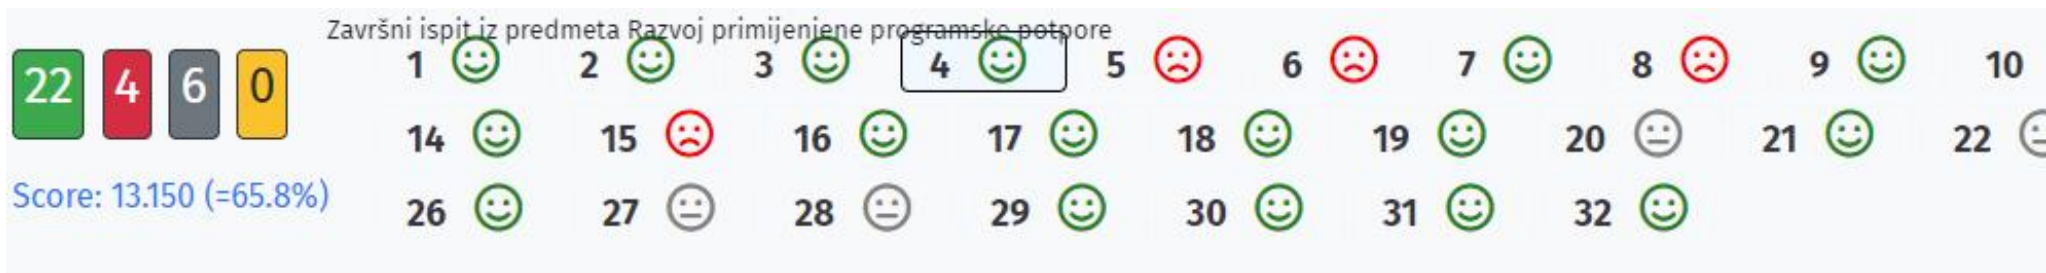 Završni ispit iz predmeta Razvoj primijenjene programske potpore
22 4 6 0
1 2 3 4 5 6 7 8 9 10
14 15 16 17 18 19 20 21 22
Score: 13.150 (=65.8%)
26 27 28 29 30 31 32